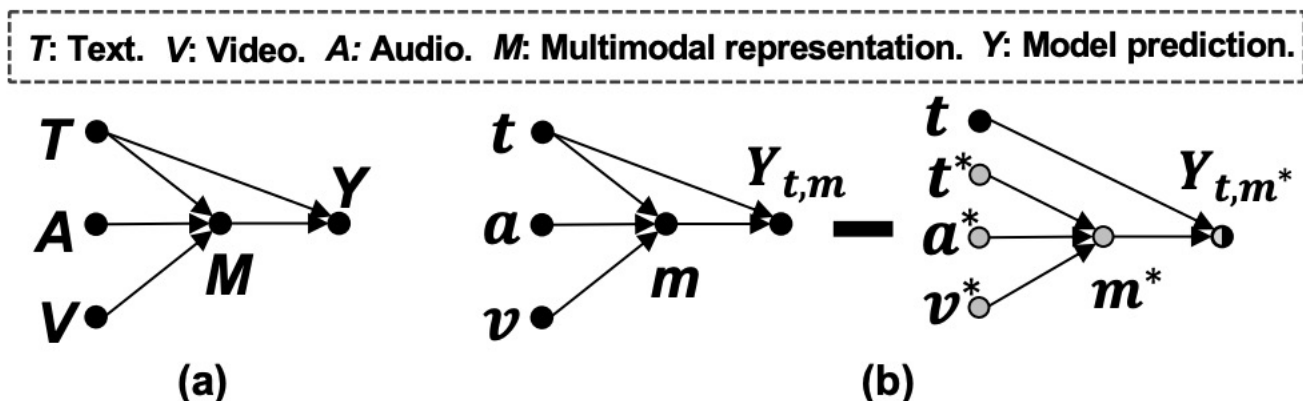 T: Text. V: Video. A: Audio. M: Multimodal representation. Y: Model prediction.
T
A
V
M
Y
(a)
t
a
v
m
Y_{t,m}
t
t*
a*
v*
m*
Y_{t,m*}
(b)